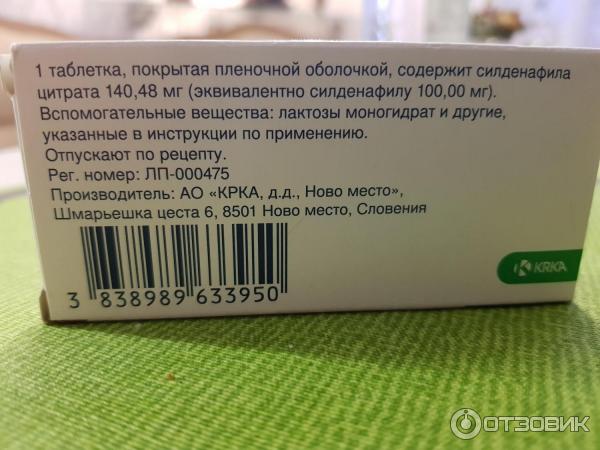 1 таблетка, покрытая пленочной оболочкой, содержит силденафила
цитрата 140,48 мг (эквивалентно силденафилу 100,00 мг).
Вспомогательные вещества: лактозы моногидрат и другие,
указанные в инструкции по применению.
Отпускают по рецепту.
Рег. номер: ЛП-000475
Производитель: АО «КРКА, д.д., Ново место»,
Шмарьешка цеста 6, 8501 Ново место, Словения
KRKA
3 838989 633950
ОТЗОВИК